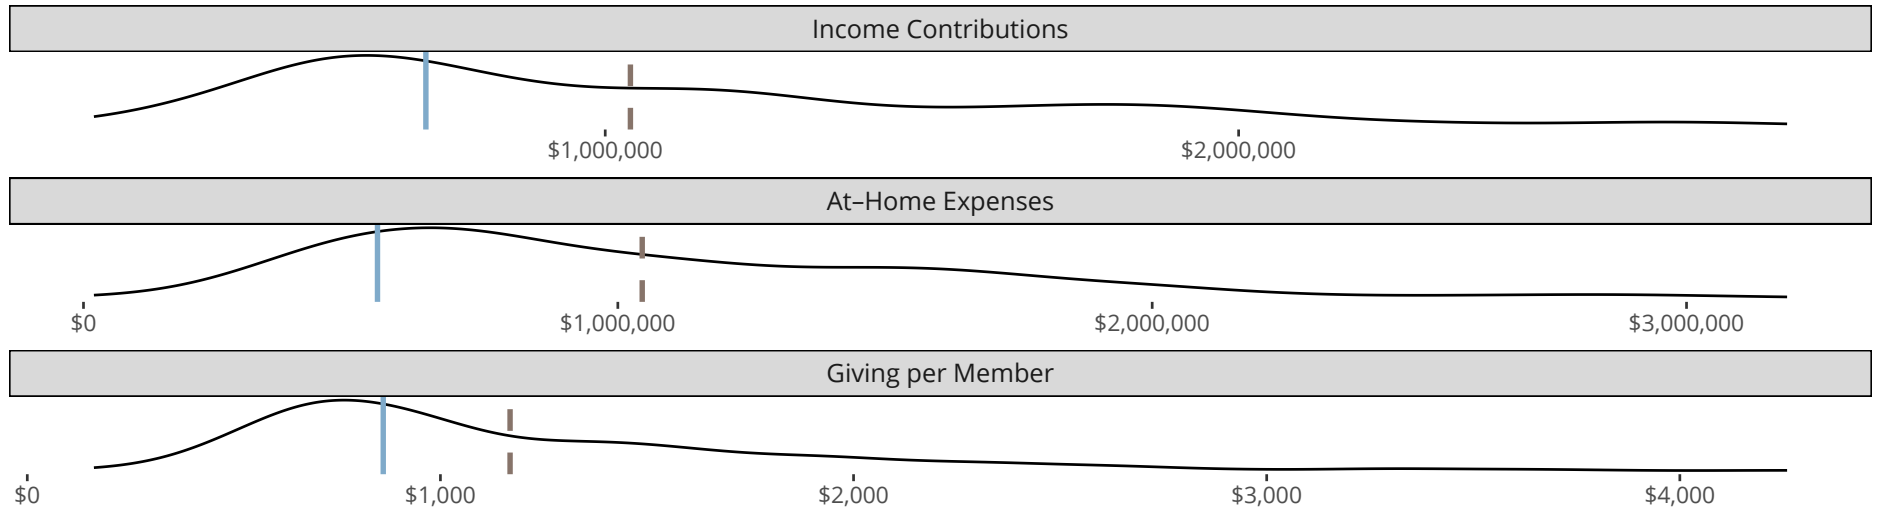 Income Contributions
$1,000,000 $2,000,000
At–Home Expenses
$0 $1,000,000 $2,000,000 $3,000,000
Giving per Member
$0 $1,000 $2,000 $3,000 $4,000